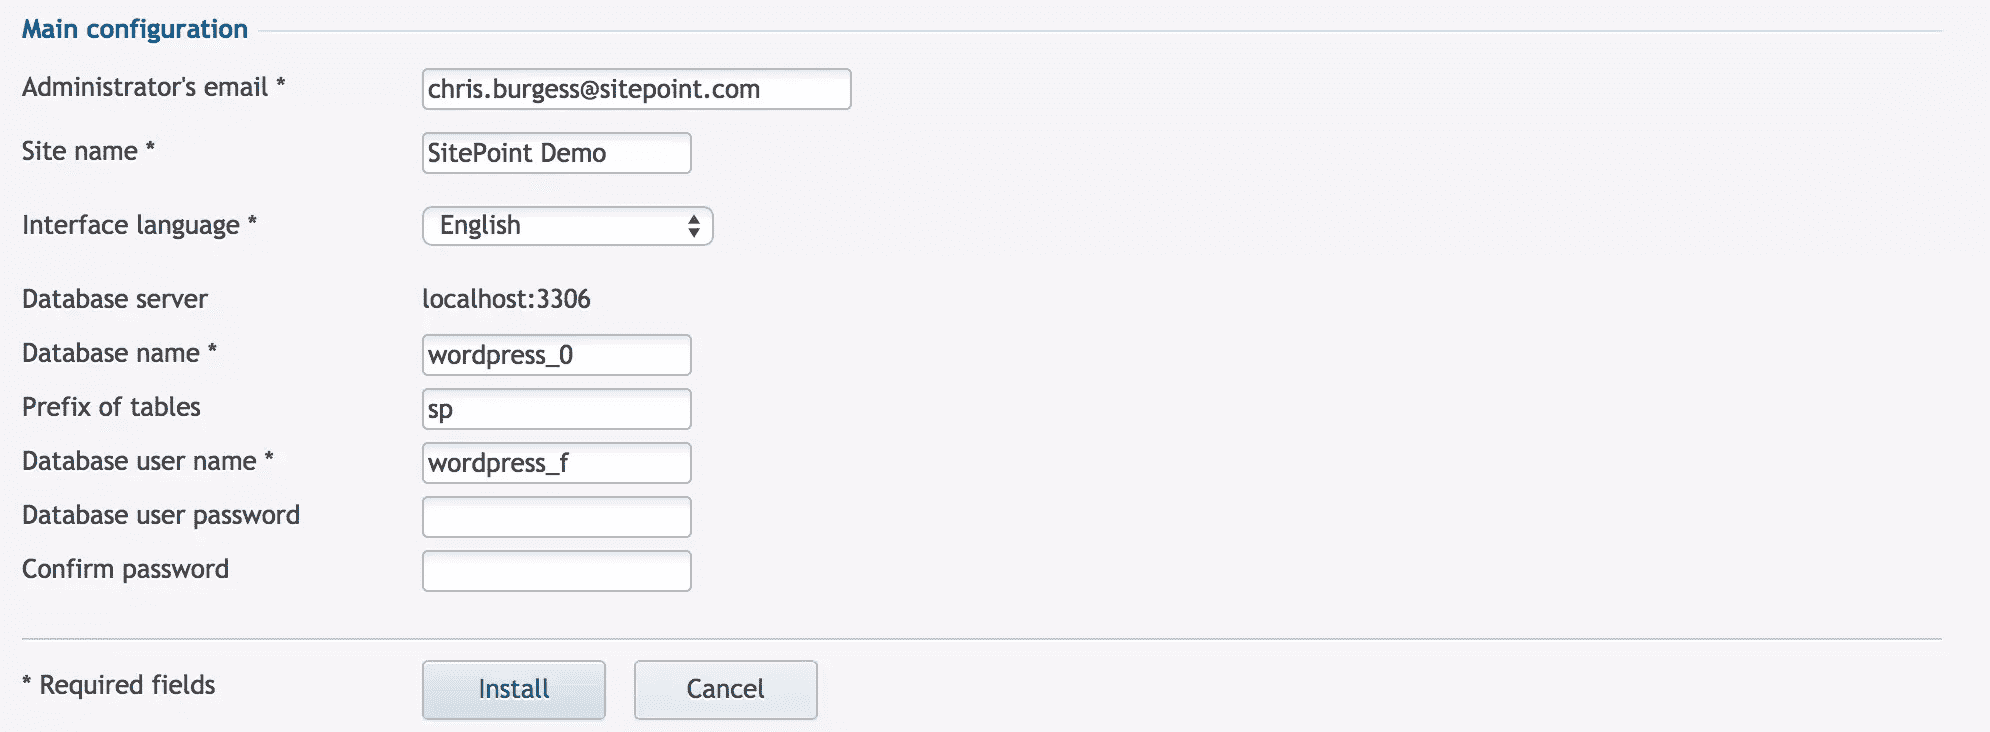 Main configuration
Administrator's email * chris.burgess@sitepoint.com
Site name * SitePoint Demo
Interface language * English
Database server localhost:3306
Database name * wordpress_0
Prefix of tables sp
Database user name * wordpress_f
Database user password
Confirm password
* Required fields Install Cancel